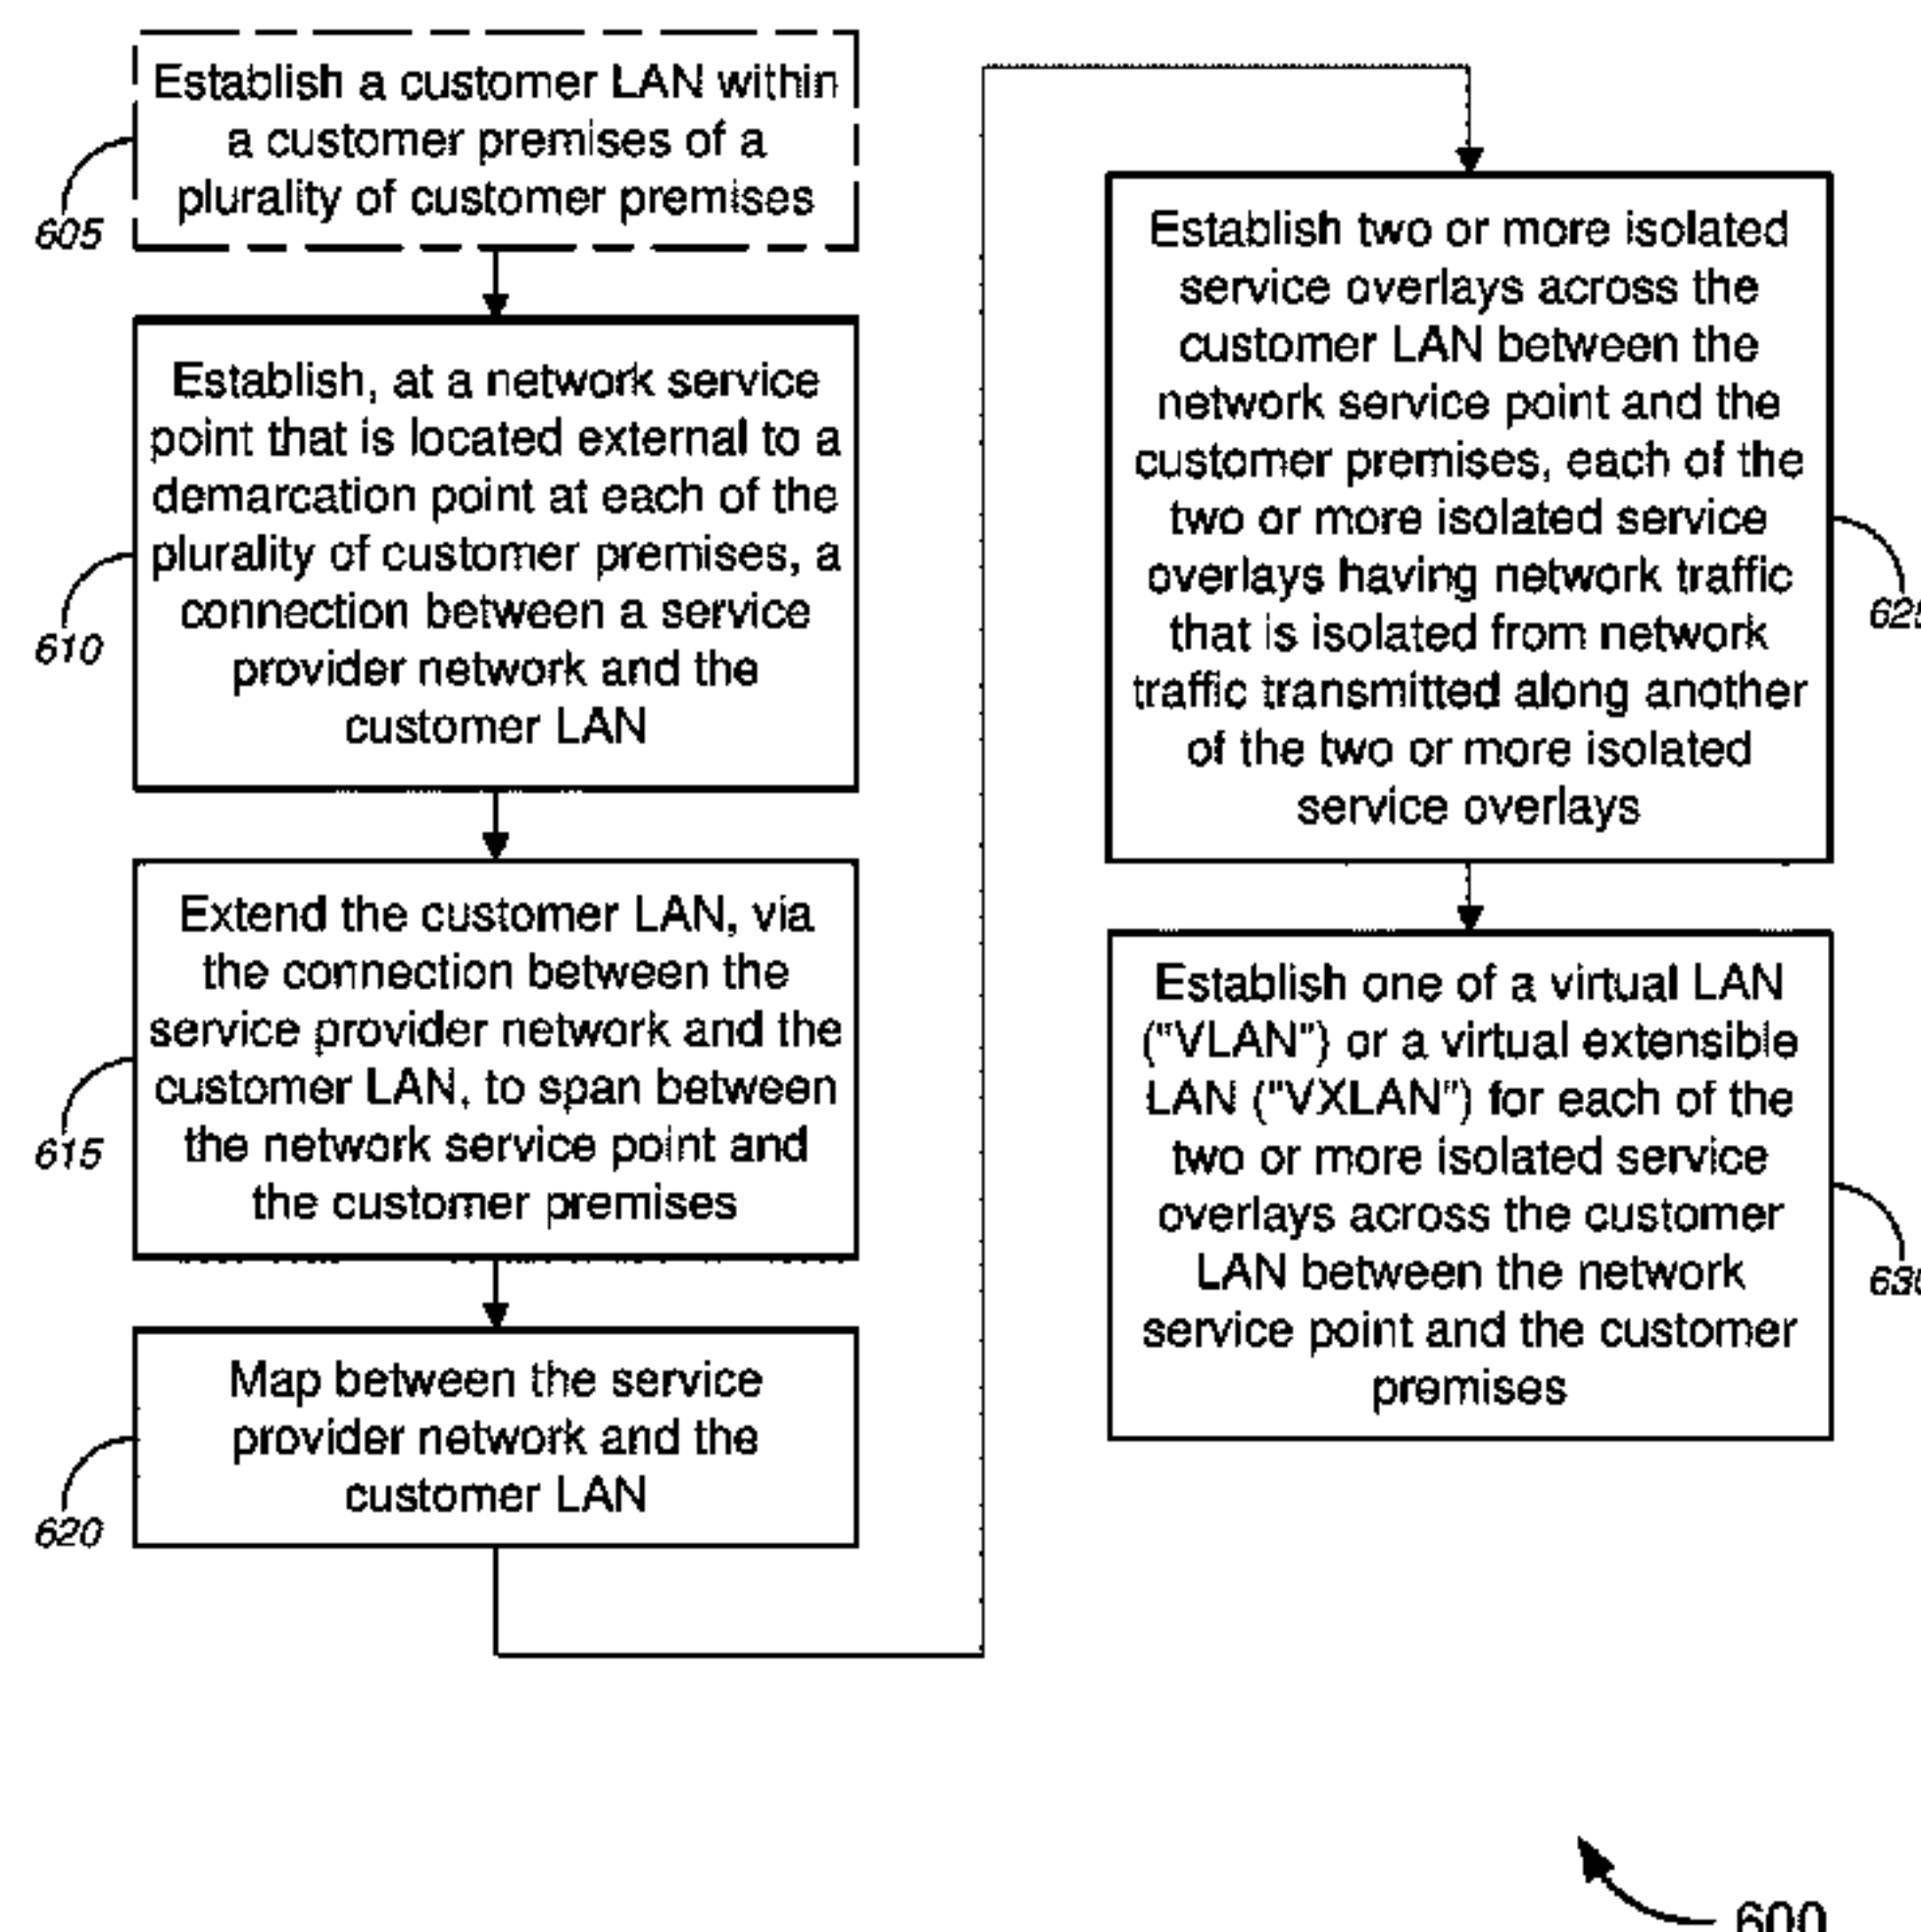 Establish a customer LAN within
a customer premises of a
plurality of customer premises
605
Establish, at a network service
point that is located external to a
demarcation point at each of the
plurality of customer premises, a
connection between a service
provider network and the
customer LAN
610
Extend the customer LAN, via
the connection between the
service provider network and the
customer LAN, to span between
the network service point and
the customer premises
615
Map between the service
provider network and the
customer LAN
620
Establish two or more isolated
service overlays across the
customer LAN between the
network service point and the
customer premises, each of the
two or more isolated service
overlays having network traffic
that is isolated from network
traffic transmitted along another
of the two or more isolated
service overlays
Establish one of a virtual LAN
("VLAN") or a virtual extensible
LAN ("VXLAN") for each of the
two or more isolated service
overlays across the customer
LAN between the network
service point and the customer
premises
600